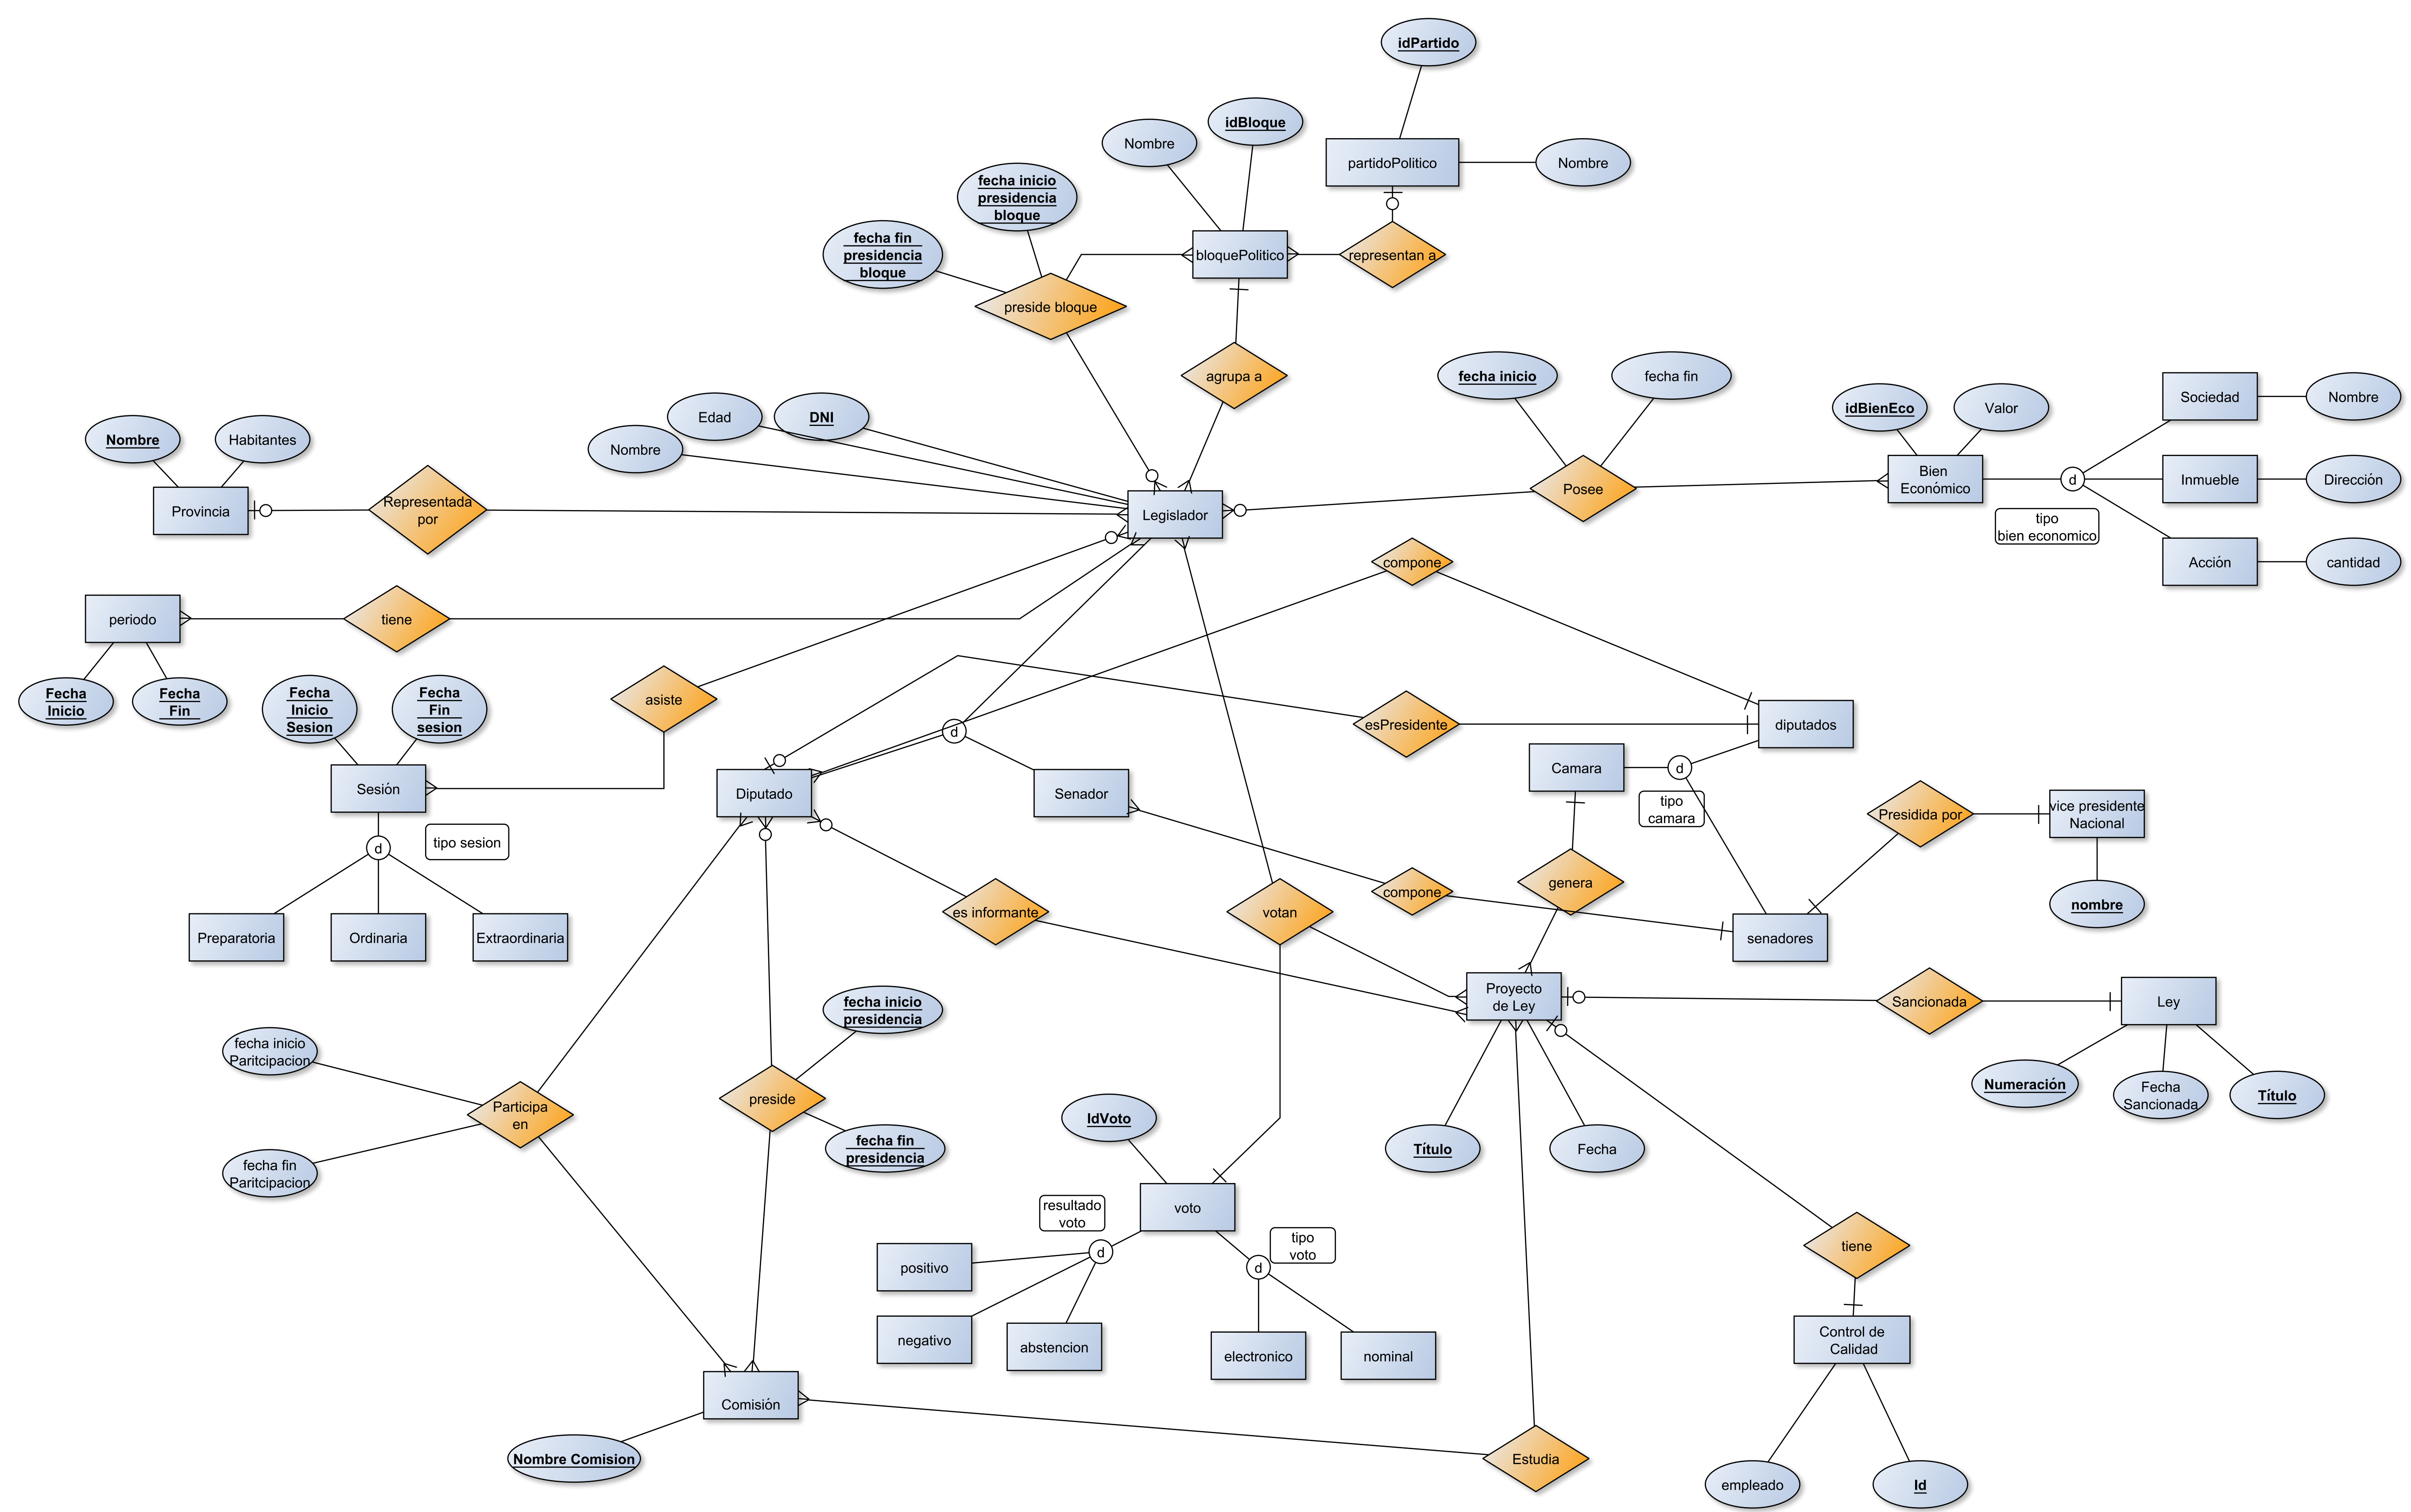 idPartido
idBloque
Nombre
partidoPolitico
Nombre
fecha inicio
presidencia
bloque
fecha fin
presidencia
bloque
bloquePolitico
representan a
preside bloque
agrupa a
fecha inicio
fecha fin
Sociedad
Nombre
idBienEco
Valor
Edad
DNI
Nombre
Nombre
Habitantes
Bien
Económico
d
Inmueble
Dirección
Posee
Representada
por
Provincia
Legislador
tipo
bien economico
Acción
cantidad
compone
periodo
tiene
Fecha
Inicio
Fecha
Fin
Fecha
Inicio
Sesion
Fecha
Fin
sesion
asiste
esPresidente
diputados
d
Camara
d
Sesión
Diputado
Senador
tipo
camara
Presidida por
vice presidente
Nacional
tipo sesion
d
genera
compone
nombre
es informante
votan
Preparatoria
Ordinaria
Extraordinaria
senadores
Proyecto
de Ley
Sancionada
Ley
fecha inicio
presidencia
fecha inicio
Paritcipacion
Numeración
Fecha
Sancionada
Título
Participa
en
preside
IdVoto
Título
Fecha
fecha fin
presidencia
fecha fin
Paritcipacion
resultado
voto
voto
tipo
voto
tiene
d
d
positivo
negativo
abstencion
electronico
nominal
Control de
Calidad
Comisión
Nombre Comision
Estudia
empleado
Id